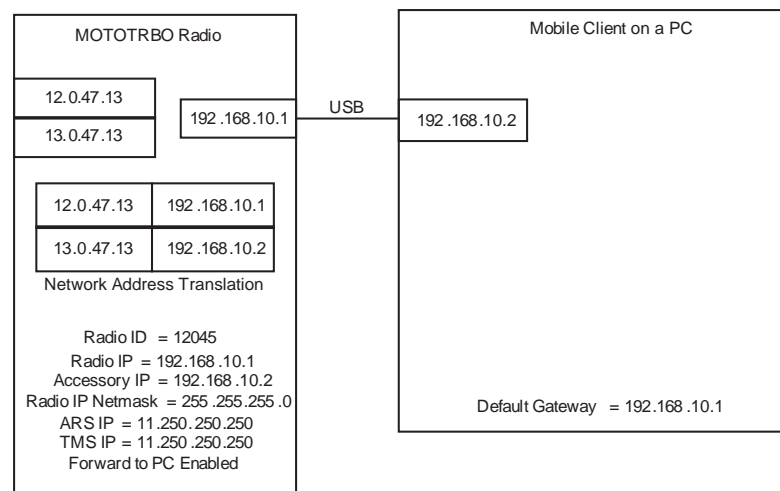 MOTOTRBO Radio
12.0.47.13
13.0.47.13
192.168.10.1
USB
Mobile Client on a PC
192.168.10.2
12.0.47.13 192.168.10.1
13.0.47.13 192.168.10.2
Network Address Translation
Radio ID = 12045
Radio IP = 192.168.10.1
Accessory IP = 192.168.10.2
Radio IP Netmask = 255.255.255.0
ARS IP = 11.250.250.250
TMS IP = 11.250.250.250
Forward to PC Enabled
Default Gateway = 192.168.10.1